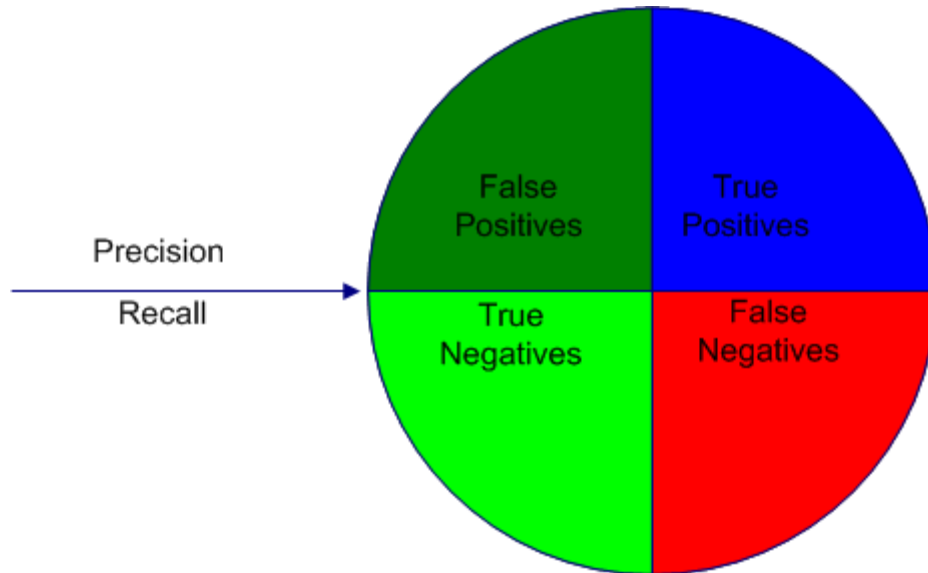 Precision
Recall
False
Positives
True
Positives
True
Negatives
False
Negatives